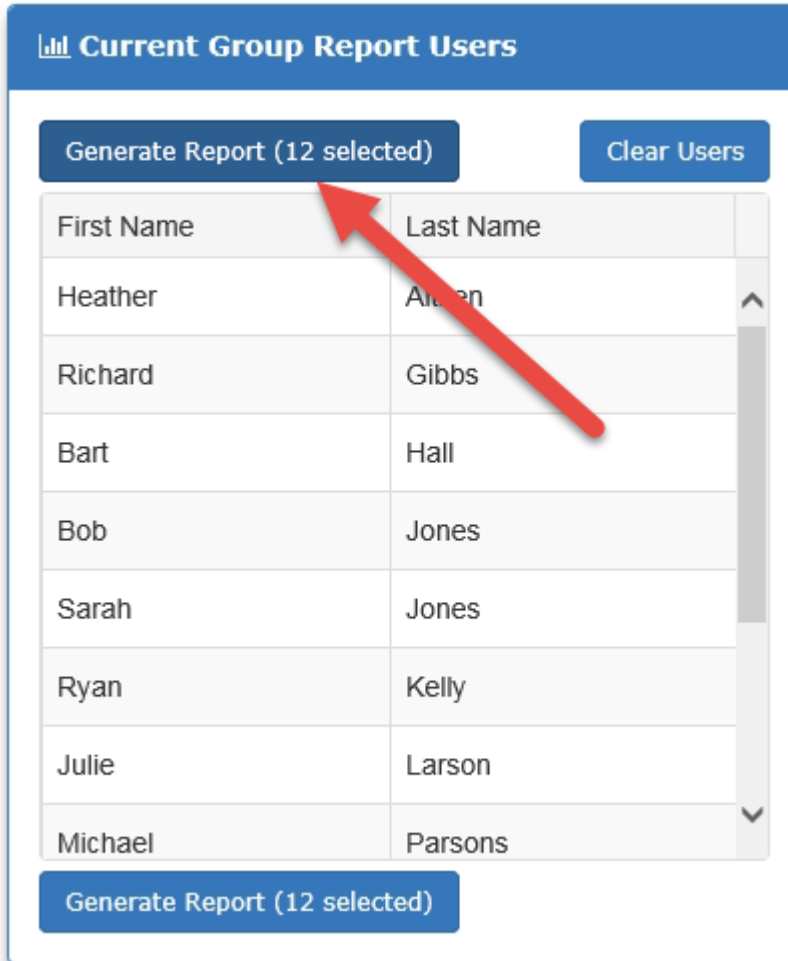 Current Group Report Users
Generate Report (12 selected) Clear Users
First Name Last Name
Heather
Richard Gibbs
Bart Hall
Bob Jones
Sarah Jones
Ryan Kelly
Julie Larson
Michael Parsons
Generate Report (12 selected)